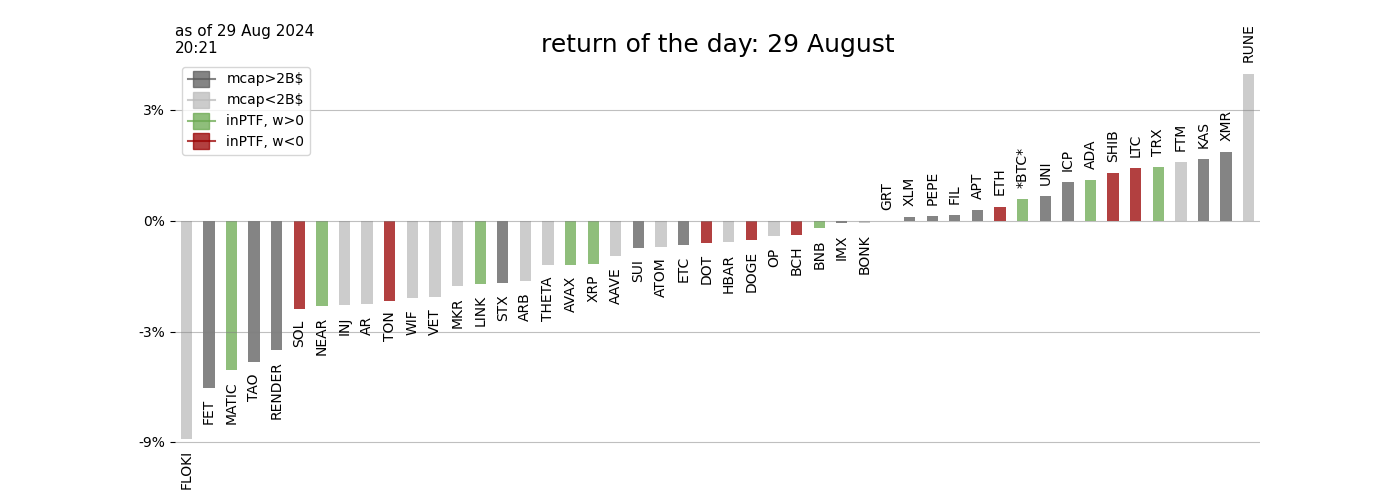 as of 29 Aug 2024
20:21
return of the day: 29 August
mcap>2B$
mcap<2B$
inPTF, w>0
inPTF, w<0
3%
0%
-3%
-9%
FLOKI
FET
MATIC
TAO
RENDER
SOL
NEAR
INJ
AR
TON
WIF
VET
MKR
LINK
STX
ARB
THETA
AVAX
XRP
AAVE
SUI
ATOM
ETC
DOT
HBAR
DOGE
OP
BCH
BNB
IMX
BONK
GRT
XLM
PEPE
FIL
APT
ETH
*BTC*
UNI
ICP
ADA
SHIB
LTC
TRX
FTM
KAS
XMR
RUNE